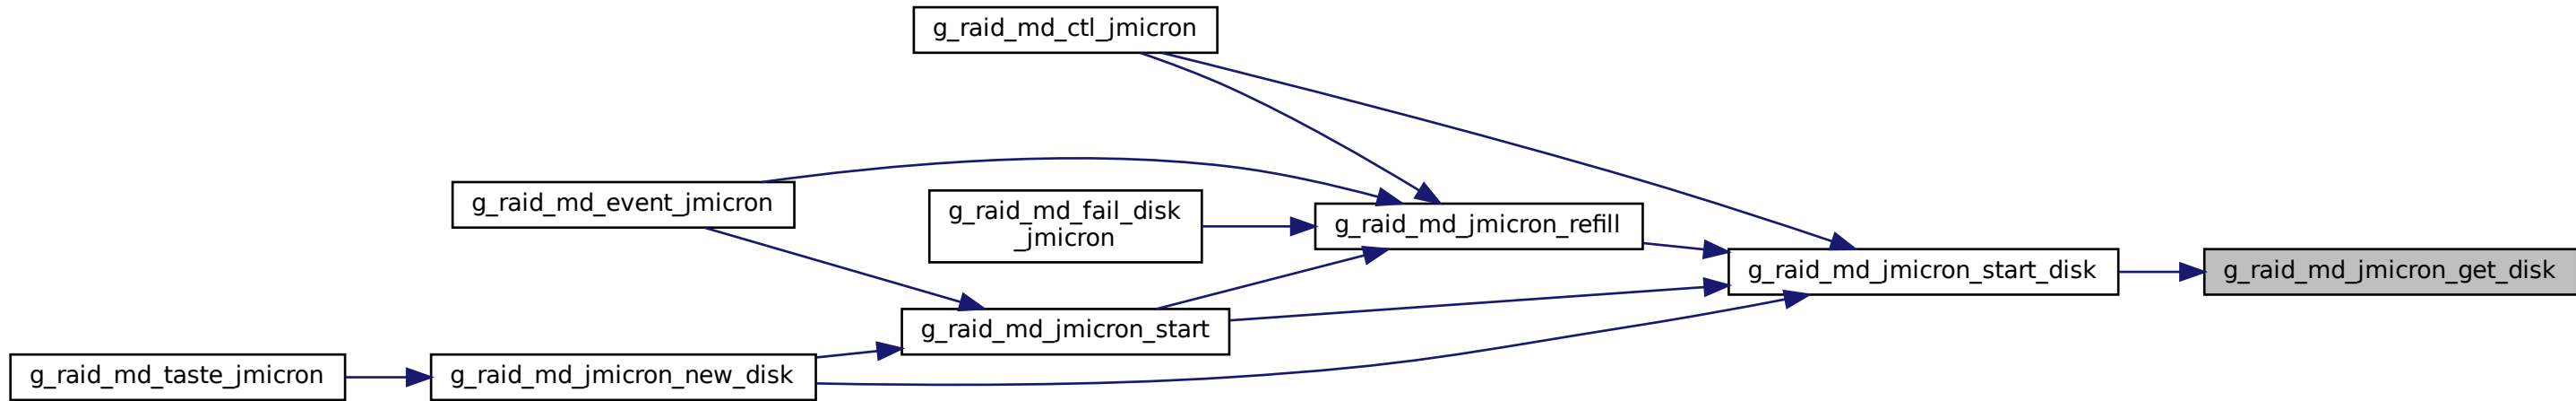 g_raid_md_ctl_jmicron
g_raid_md_event_jmicron
g_raid_md_fail_disk
_jmicron
g_raid_md_jmicron_refill
g_raid_md_jmicron_start_disk
g_raid_md_jmicron_get_disk
g_raid_md_jmicron_start
g_raid_md_taste_jmicron
g_raid_md_jmicron_new_disk